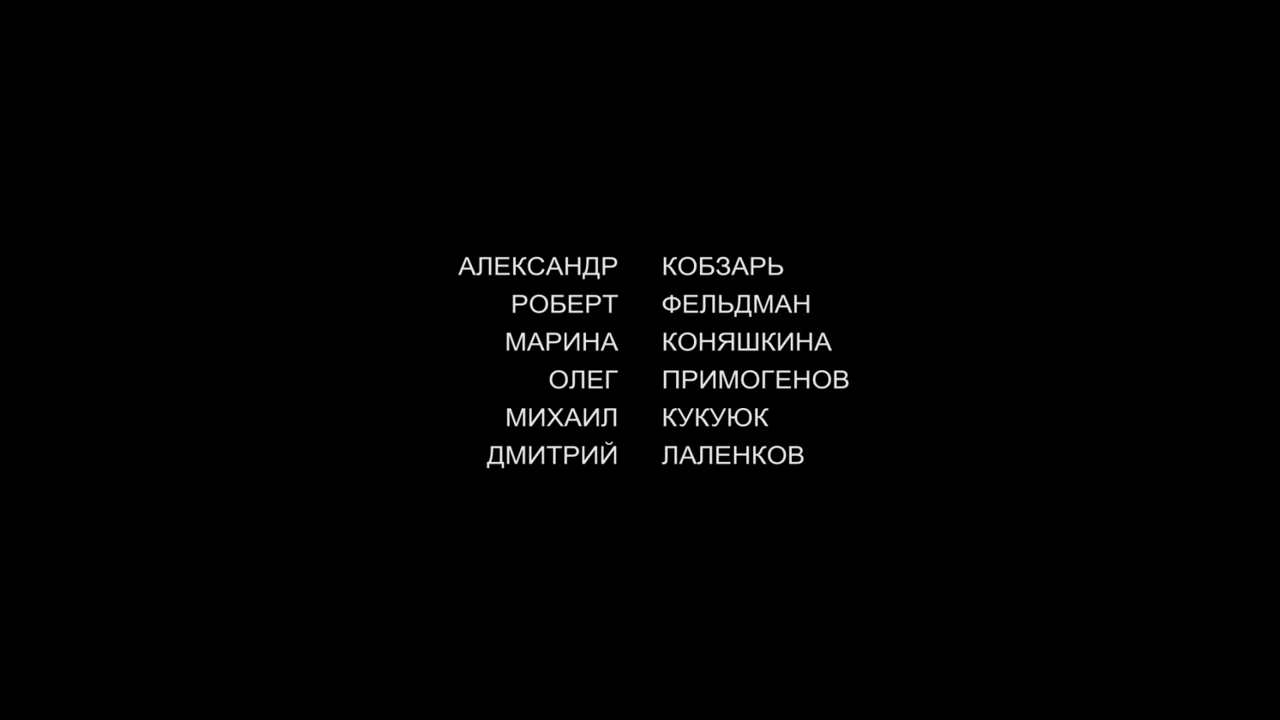 АЛЕКСАНДР КОБЗАРЬ
РОБЕРТ ФЕЛЬДМАН
МАРИНА КОНЯШКИНА
ОЛЕГ ПРИМОГЕНОВ
МИХАИЛ КУКУЮК
ДМИТРИЙ ЛАЛЕНКОВ